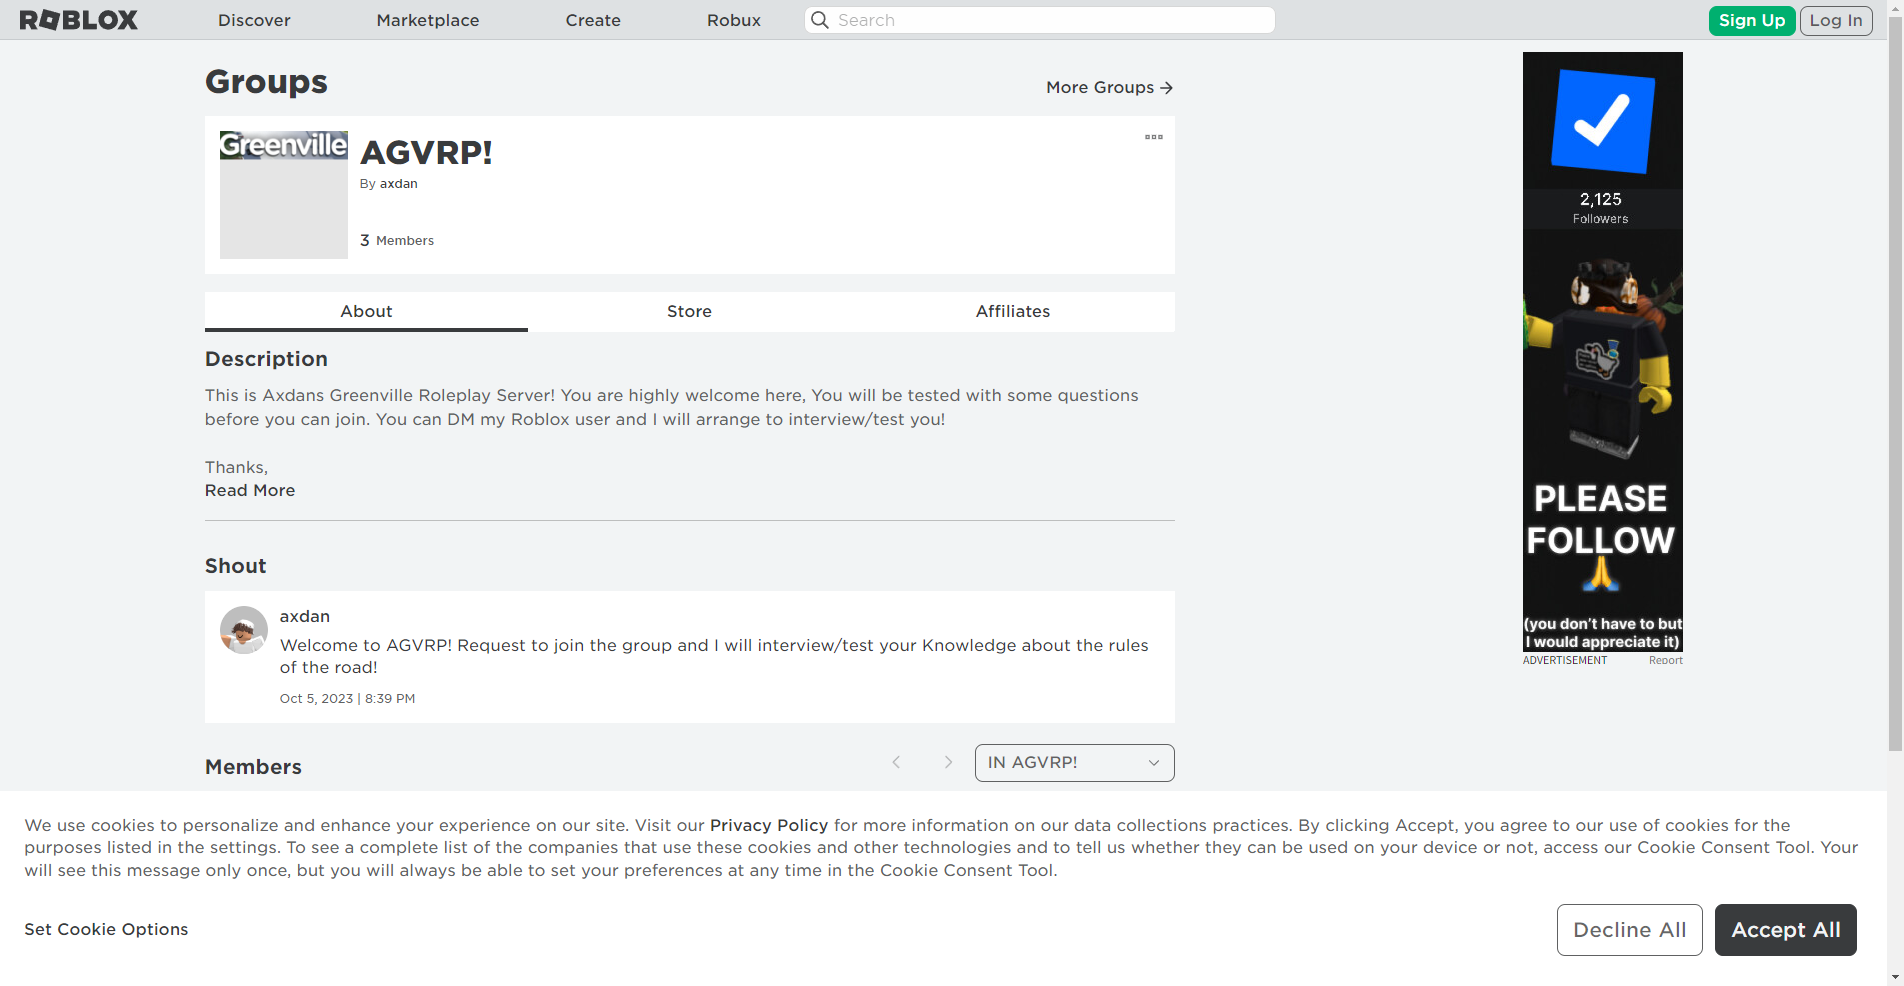 ROBLOX
Discover
Marketplace
Create
Robux
Search
Sign Up
Log In
Groups
More Groups
Greenville
AGVRP!
By axdan
3 Members
About
Store
Affiliates
Description
This is Axdans Greenville Roleplay Server! You are highly welcome here, You will be tested with some questions
before you can join. You can DM my Roblox user and I will arrange to interview/test you!
Thanks,
Read More
Shout
axdan
Welcome to AGVRP! Request to join the group and I will interview/test your Knowledge about the rules
of the road!
Oct 5, 2023 | 8:39 PM
Members
IN AGVRP!
2,125
Followers
PLEASE
FOLLOW
(you don't have to but
I would appreciate it)
ADVERTISEMENT
Report
We use cookies to personalize and enhance your experience on our site. Visit our Privacy Policy for more information on our data collections practices. By clicking Accept, you agree to our use of cookies for the
purposes listed in the settings. To see a complete list of the companies that use these cookies and other technologies and to tell us whether they can be used on your device or not, access our Cookie Consent Tool. Your
will see this message only once, but you will always be able to set your preferences at any time in the Cookie Consent Tool.
Set Cookie Options
Decline All
Accept All